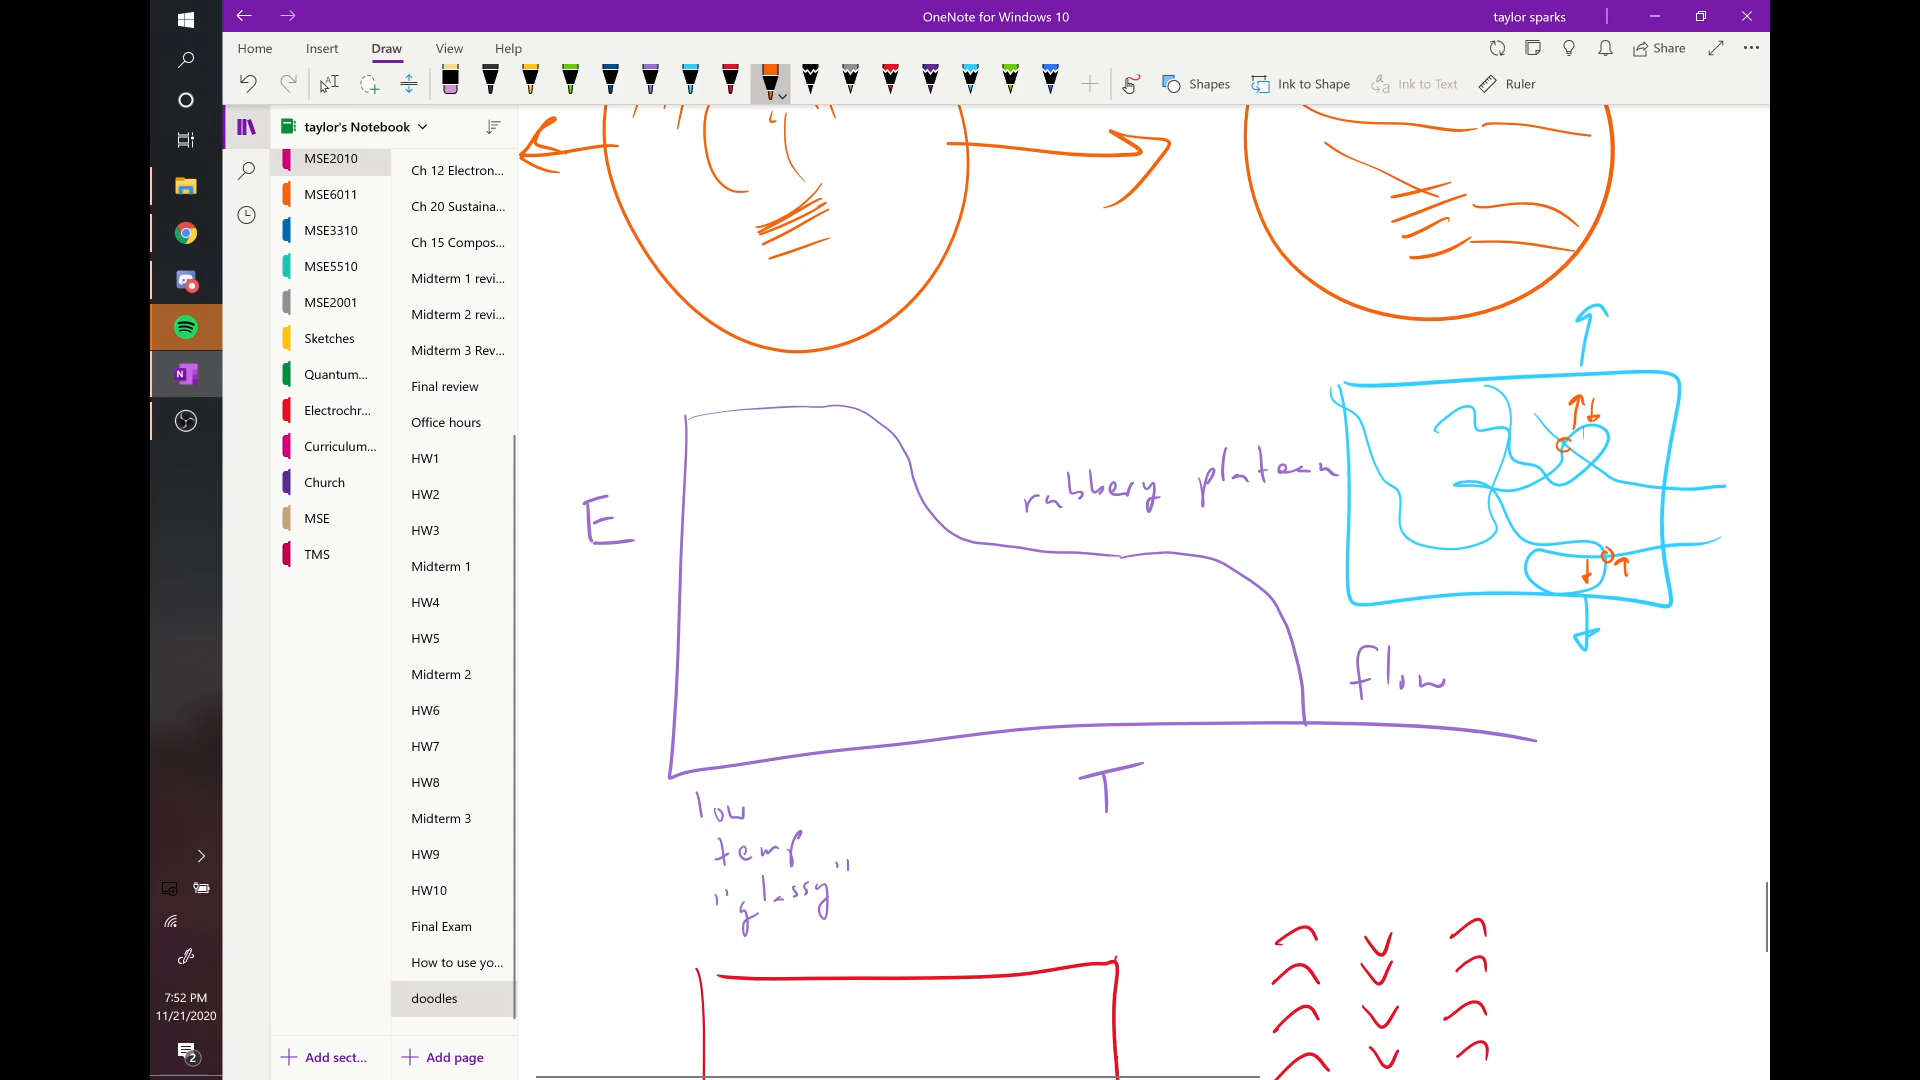 OneNote for Windows 10
taylor sparks
Home Insert Draw View Help
Share
Shapes Ink to Shape Ink to Text Ruler
taylor's Notebook
MSE2010
MSE6011
MSE3310
MSE5510
MSE2001
Sketches
Quantum...
Electrochr...
Curriculum...
Church
MSE
TMS
Add sect...
Ch 12 Electron...
Ch 20 Sustaina...
Ch 15 Compos...
Midterm 1 revi...
Midterm 2 revi...
Midterm 3 Rev...
Final review
Office hours
HW1
HW2
HW3
Midterm 1
HW4
HW5
Midterm 2
HW6
HW7
HW8
Midterm 3
HW9
HW10
Final Exam
How to use yo...
doodles
Add page
E
rubbery plateau
flow
T
low
temp
"glassy"
7:52 PM
11/21/2020
2